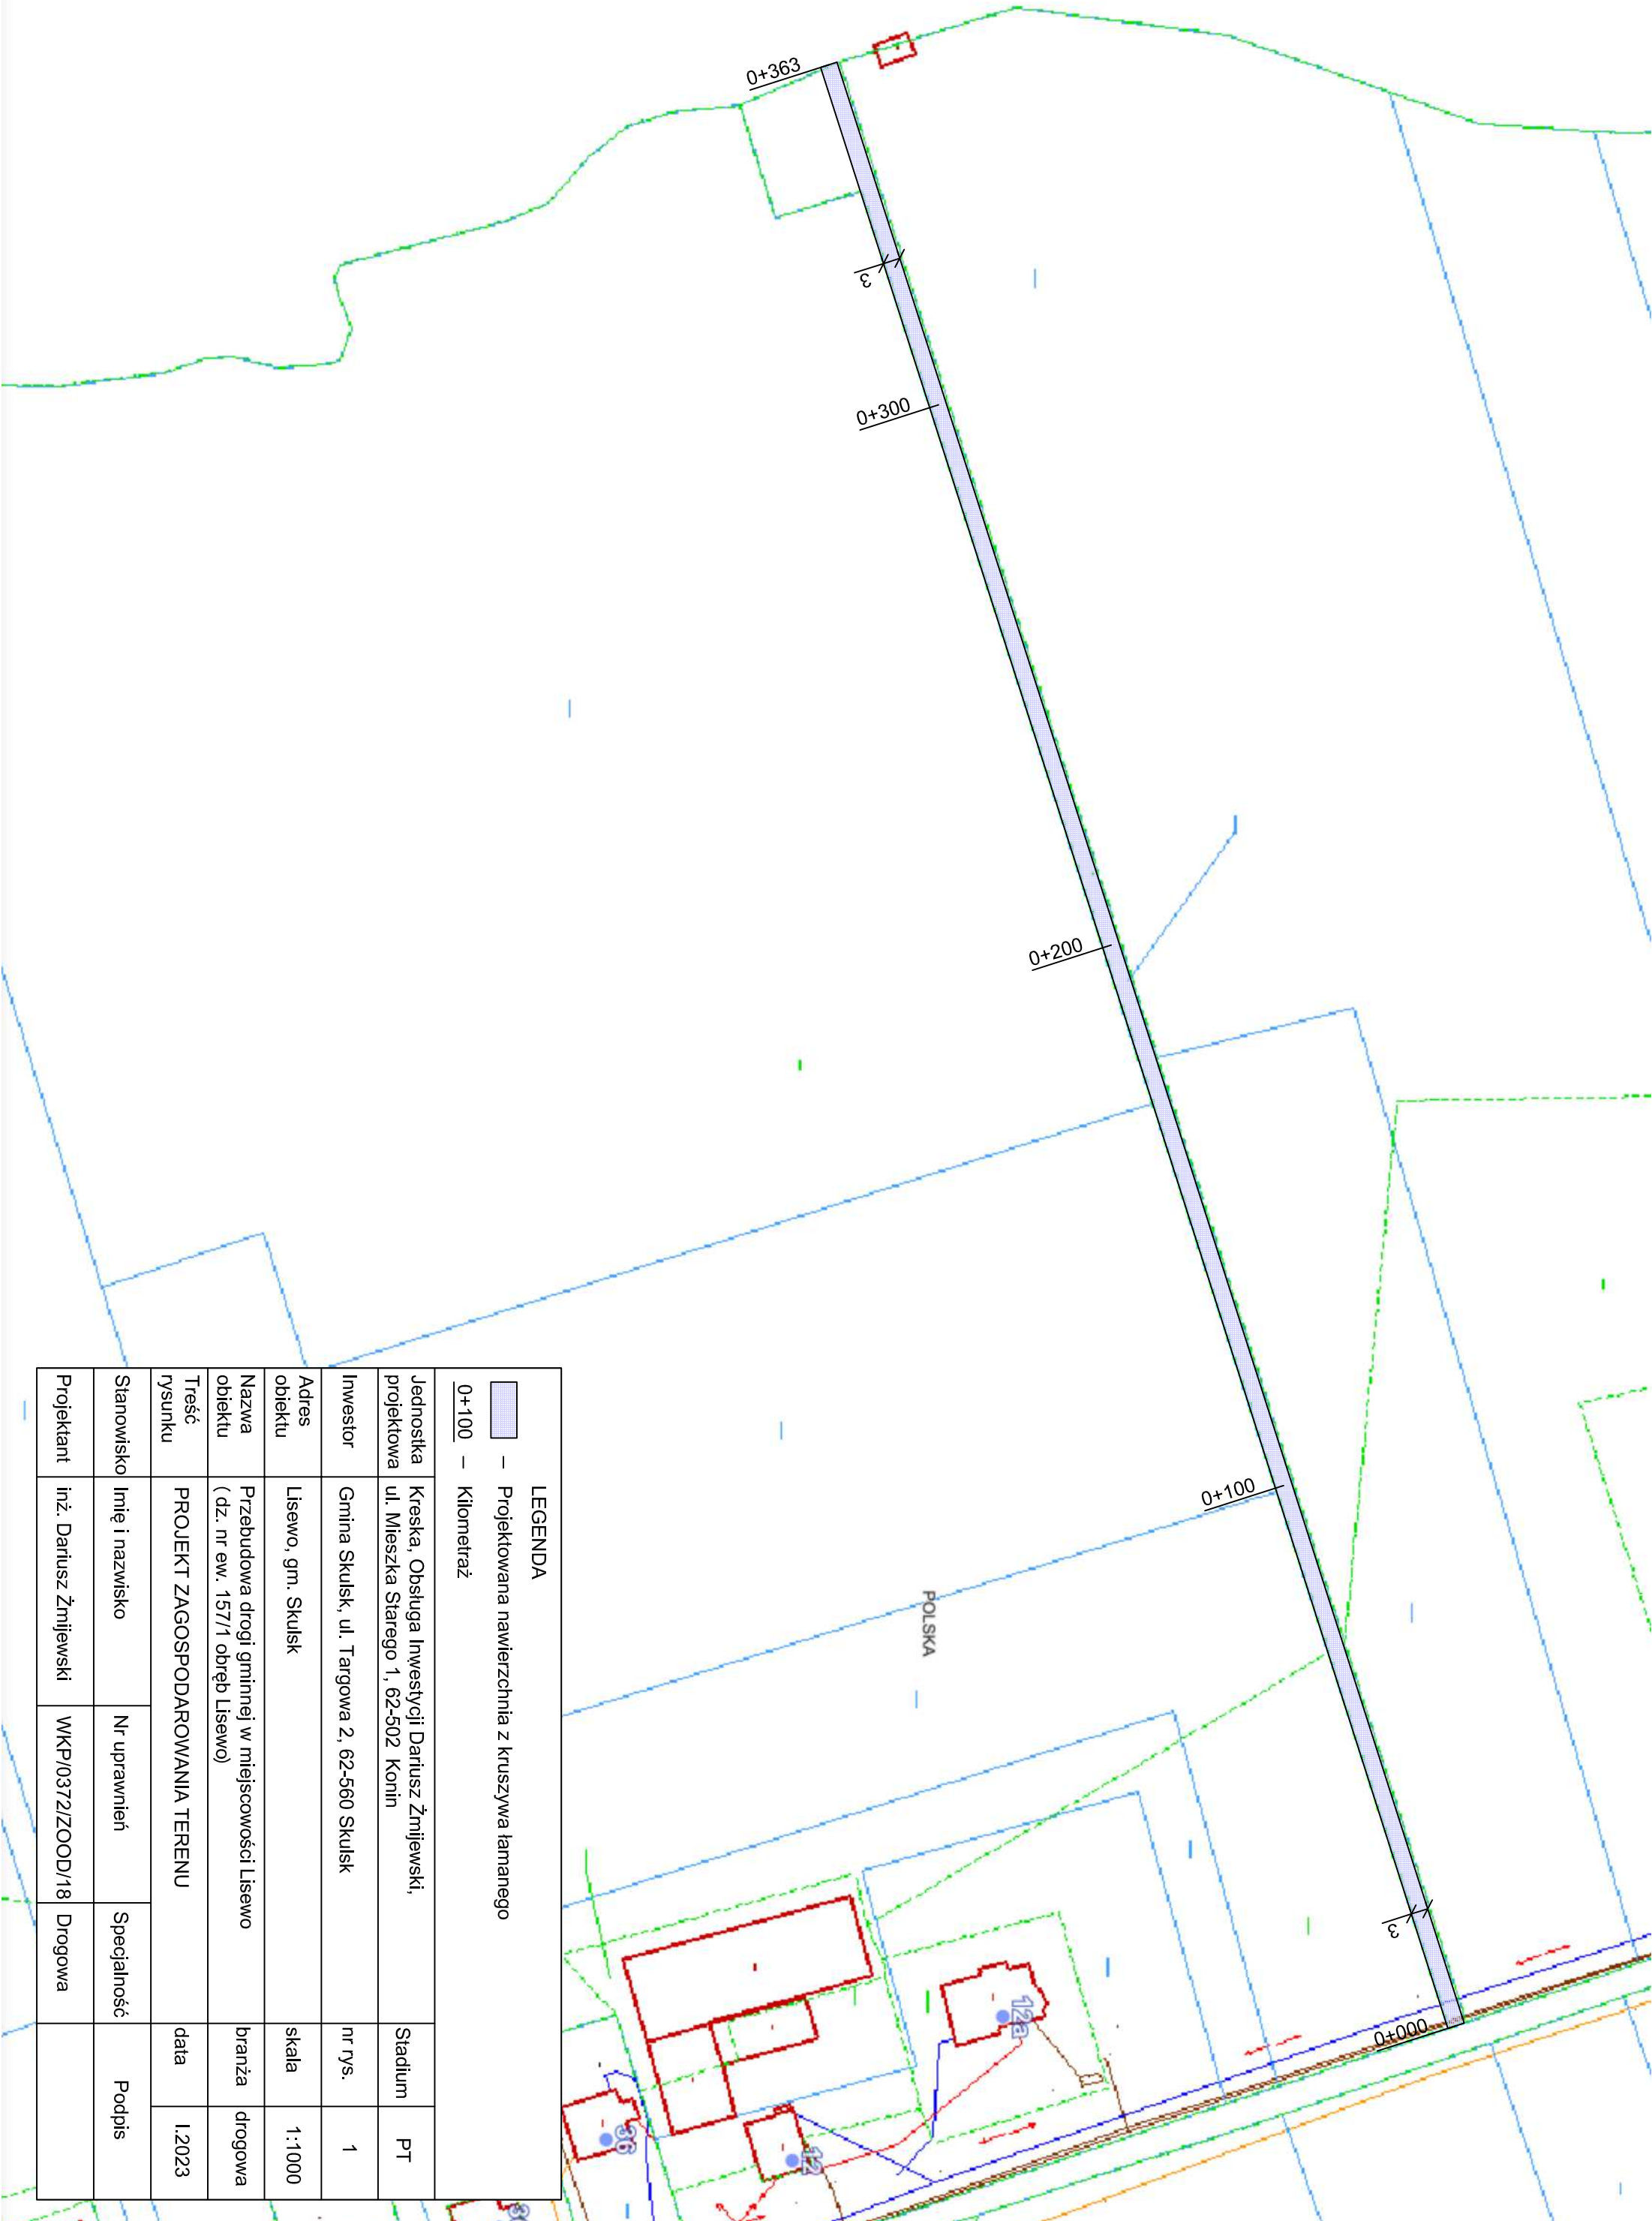 0+363
3
0+300
0+200
0+100
POLSKA
3
0+000
12a
12
36
LEGENDA
– Projektowana nawierzchnia z kruszywa łamanego
0+100 – Kilometraż
Jednostka projektowa
Kreska, Obsługa Inwestycji Dariusz Żmijewski,
ul. Mieszka Starego 1, 62-502 Konin
Stadium
PT
Inwestor
Gmina Skulsk, ul. Targowa 2, 62-560 Skulsk
nr rys.
1
Adres obiektu
Lisewo, gm. Skulsk
skala
1:1000
Nazwa obiektu
Przebudowa drogi gminnej w miejscowości Lisewo
(dz. nr ew. 157/1 obręb Lisewo)
branża
drogowa
Treść rysunku
PROJEKT ZAGOSPODAROWANIA TERENU
data
I.2023
Stanowisko
Imię i nazwisko
Nr uprawnień
Specjalność
Podpis
Projektant
inż. Dariusz Żmijewski
WKP/0372/ZOOD/18
Drogowa